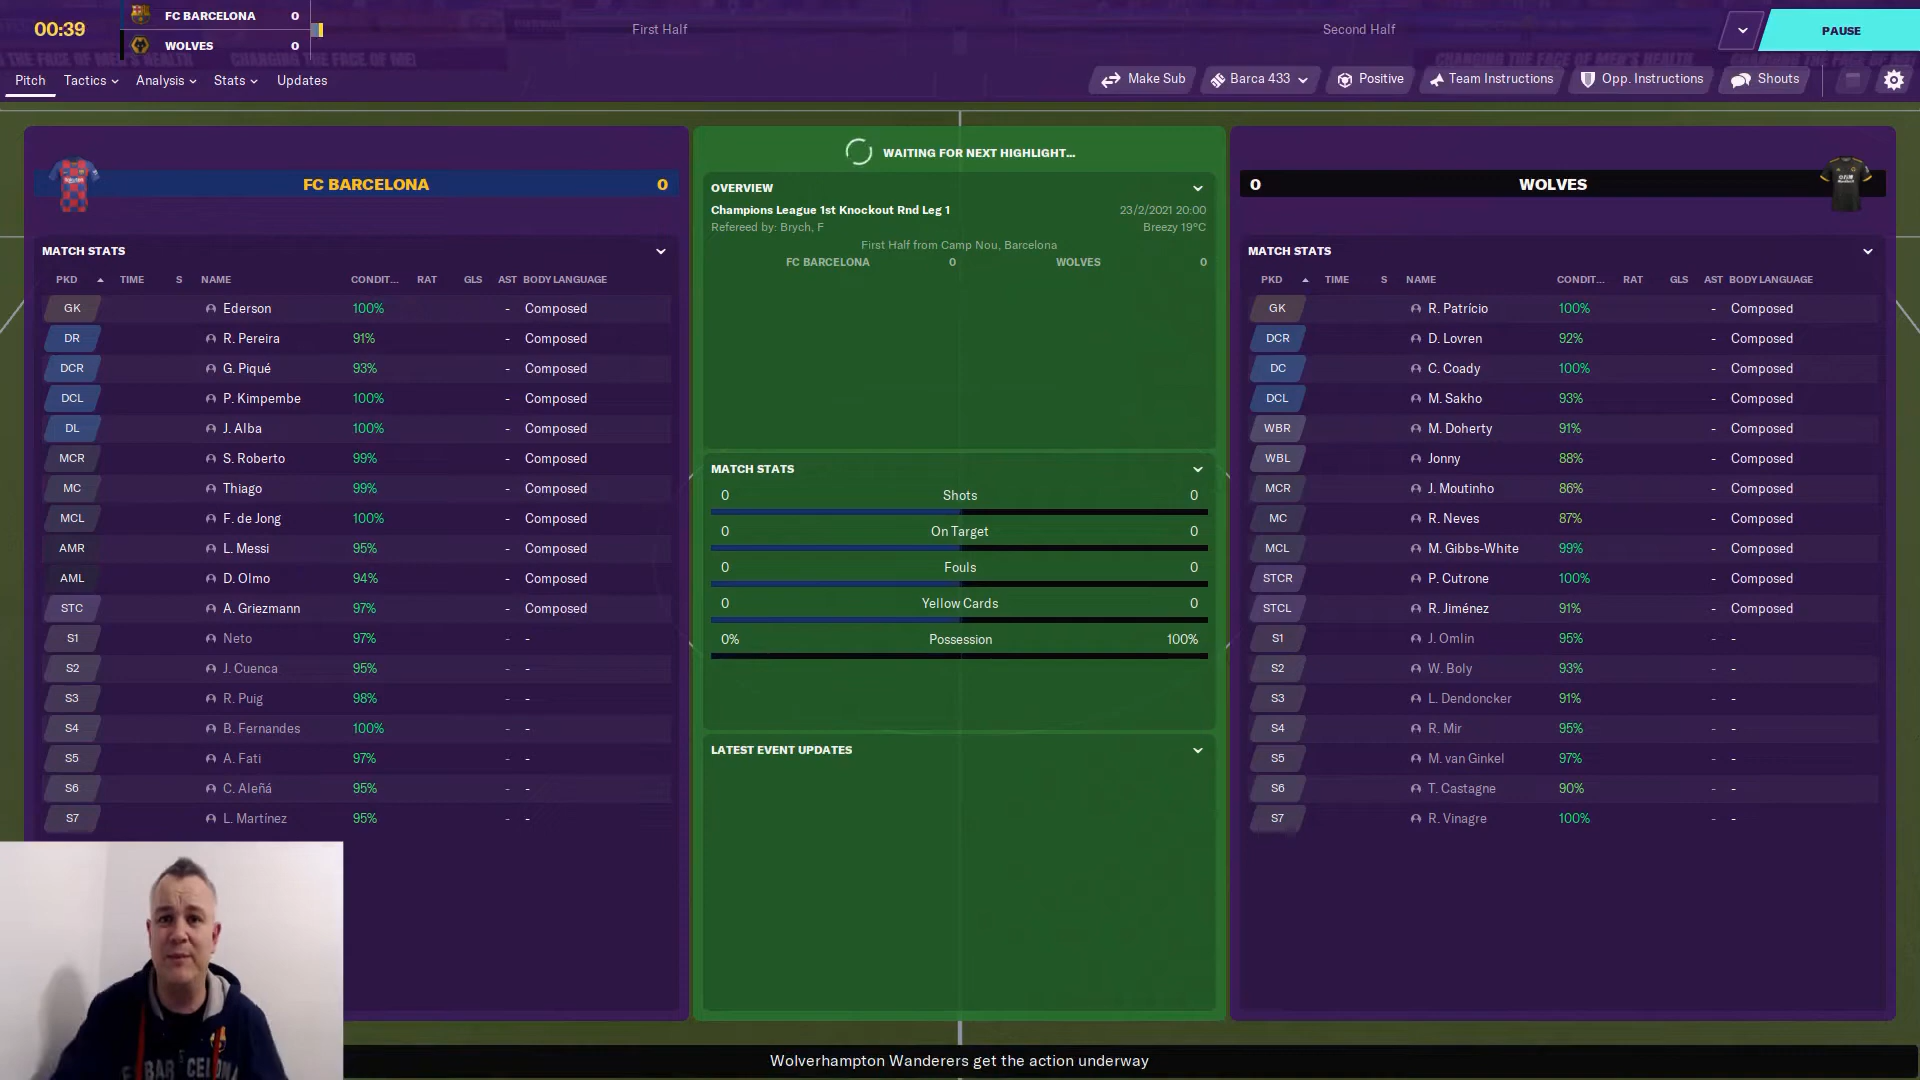 00:39
FC BARCELONA 0
WOLVES 0
First Half
Second Half
PAUSE
Pitch Tactics Analysis Stats Updates
Make Sub Barca 433 Positive Team Instructions Opp. Instructions Shouts
FC BARCELONA 0
MATCH STATS
PKD TIME S NAME CONDIT... RAT GLS AST BODY LANGUAGE
GK Ederson 100% - Composed
DR R. Pereira 91% - Composed
DCR G. Piqué 93% - Composed
DCL P. Kimpembe 100% - Composed
DL J. Alba 100% - Composed
MCR S. Roberto 99% - Composed
MC Thiago 99% - Composed
MCL F. de Jong 100% - Composed
AMR L. Messi 95% - Composed
AML D. Olmo 94% - Composed
STC A. Griezmann 97% - Composed
S1 Neto 97% - -
S2 J. Cuenca 95% - -
S3 R. Puig 98% - -
S4 B. Fernandes 100% - -
S5 A. Fati 97% - -
S6 C. Aleñá 95% - -
S7 L. Martínez 95% - -
WAITING FOR NEXT HIGHLIGHT...
OVERVIEW
Champions League 1st Knockout Rnd Leg 1 23/2/2021 20:00
Refereed by: Brych, F Breezy 19°C
First Half from Camp Nou, Barcelona
FC BARCELONA 0 WOLVES 0
MATCH STATS
0 Shots 0
0 On Target 0
0 Fouls 0
0 Yellow Cards 0
0% Possession 100%
LATEST EVENT UPDATES
0 WOLVES
MATCH STATS
PKD TIME S NAME CONDIT... RAT GLS AST BODY LANGUAGE
GK R. Patrício 100% - Composed
DCR D. Lovren 92% - Composed
DC C. Coady 100% - Composed
DCL M. Sakho 93% - Composed
WBR M. Doherty 91% - Composed
WBL Jonny 88% - Composed
MCR J. Moutinho 86% - Composed
MC R. Neves 87% - Composed
MCL M. Gibbs-White 99% - Composed
STCR P. Cutrone 100% - Composed
STCL R. Jiménez 91% - Composed
S1 J. Omlin 95% - -
S2 W. Boly 93% - -
S3 L. Dendoncker 91% - -
S4 R. Mir 95% - -
S5 M. van Ginkel 97% - -
S6 T. Castagne 90% - -
S7 R. Vinagre 100% - -
Wolverhampton Wanderers get the action underway